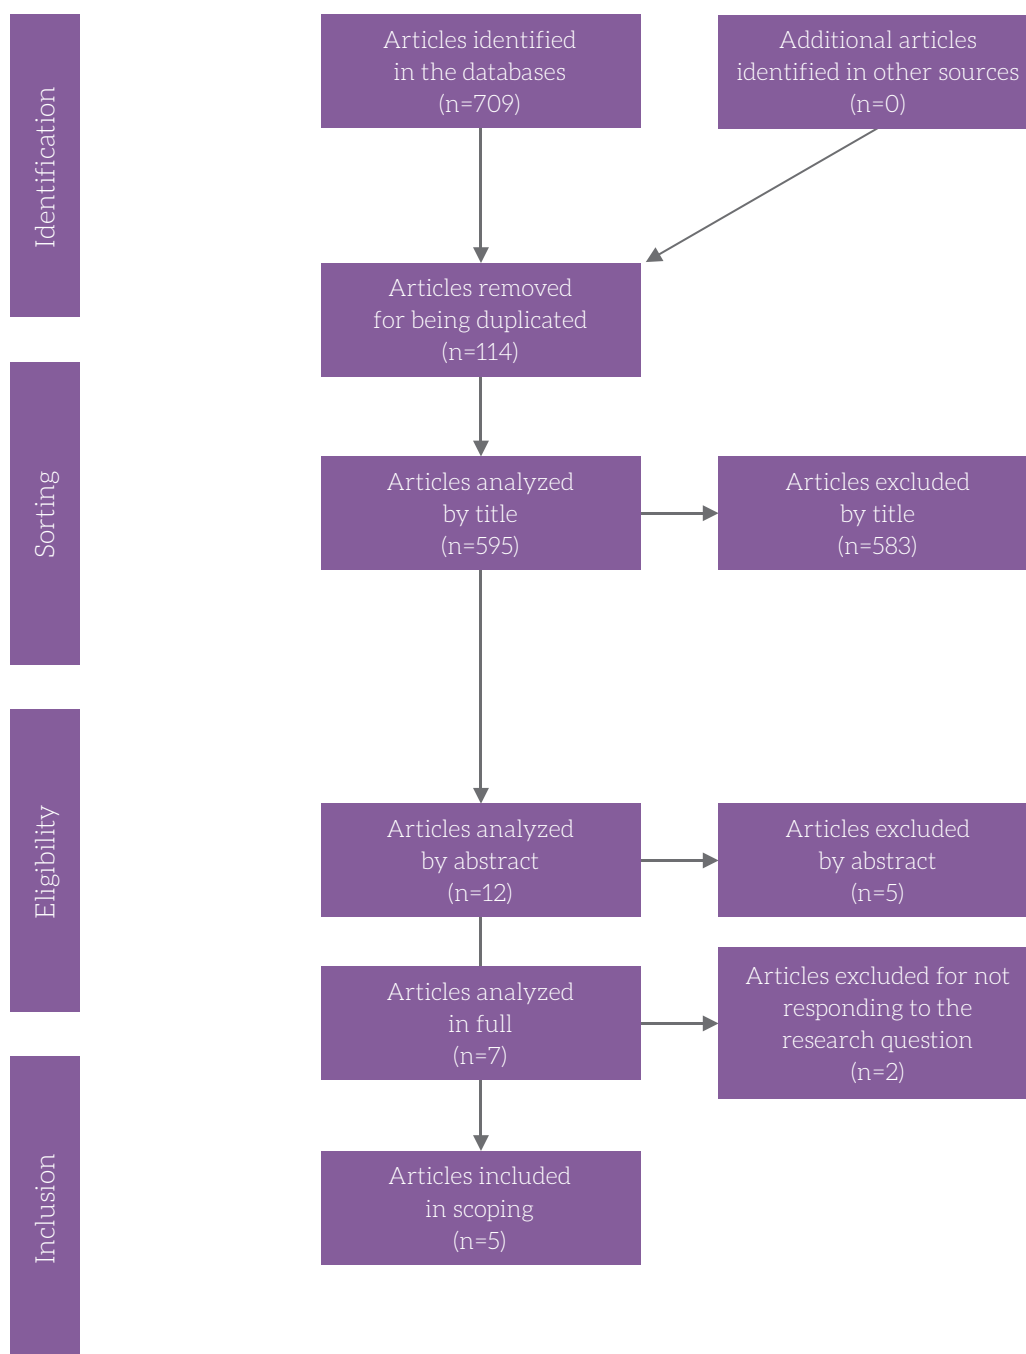 Identification
Articles identified
in the databases
(n=709)
Additional articles
identified in other sources
(n=0)
Articles removed
for being duplicated
(n=114)
Sorting
Articles analyzed
by title
(n=595)
Articles excluded
by title
(n=583)
Eligibility
Articles analyzed
by abstract
(n=12)
Articles excluded
by abstract
(n=5)
Articles analyzed
in full
(n=7)
Articles excluded for not
responding to the
research question
(n=2)
Inclusion
Articles included
in scoping
(n=5)